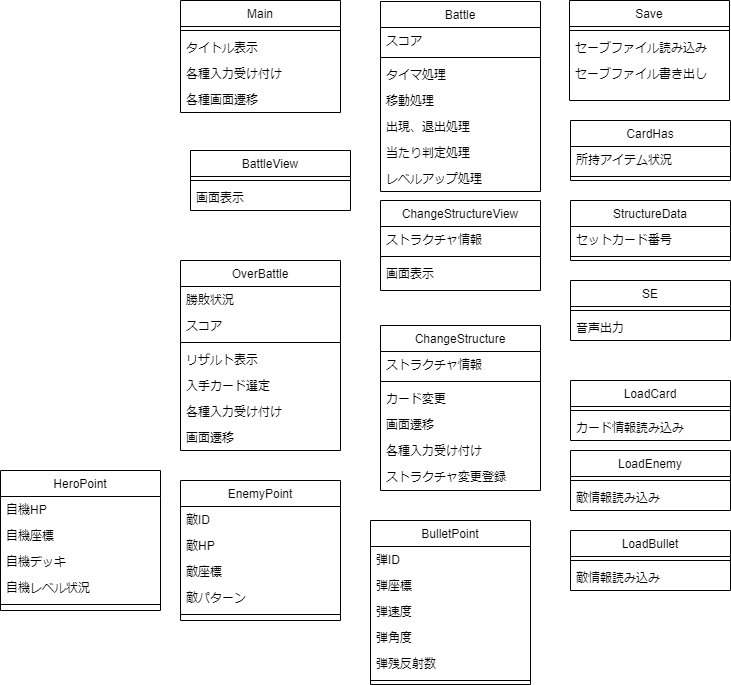 Main
タイトル表示
各種入力受け付け
各種画面遷移
BattleView
画面表示
OverBattle
勝敗状況
スコア
リザルト表示
入手カード選定
各種入力受け付け
画面遷移
HeroPoint
自機HP
自機座標
自機デッキ
自機レベル状況
EnemyPoint
敵ID
敵HP
敵座標
敵パターン
Battle
スコア
タイマ処理
移動処理
出現、退出処理
当たり判定処理
レベルアップ処理
ChangeStructureView
ストラクチャ情報
画面表示
ChangeStructure
ストラクチャ情報
カード変更
画面遷移
各種入力受け付け
ストラクチャ変更登録
BulletPoint
弾ID
弾座標
弾速度
弾角度
弾残反射数
Save
セーブファイル読み込み
セーブファイル書き出し
CardHas
所持アイテム状況
StructureData
セットカード番号
SE
音声出力
LoadCard
カード情報読み込み
LoadEnemy
敵情報読み込み
LoadBullet
敵情報読み込み